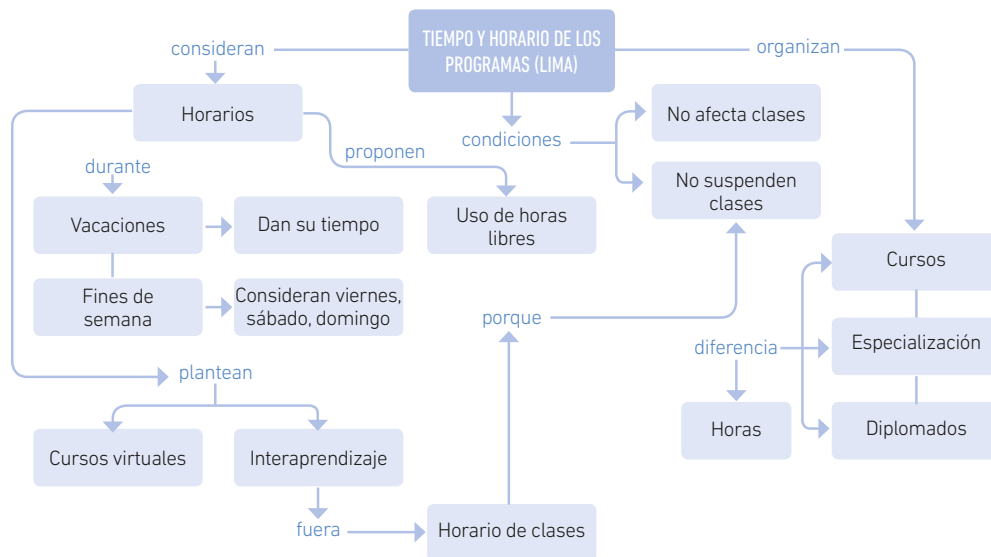 consideran
TIEMPO Y HORARIO DE LOS
PROGRAMAS (LIMA)
organizan
Horarios
condiciones
No afecta clases
proponen
durante
No suspenden
clases
Vacaciones
Dan su tiempo
Uso de horas
libres
Cursos
Fines de
semana
Consideran viernes,
sábado, domingo
porque
diferencia
Especialización
plantean
Horas
Diplomados
Cursos virtuales
Interaprendizaje
fuera
Horario de clases